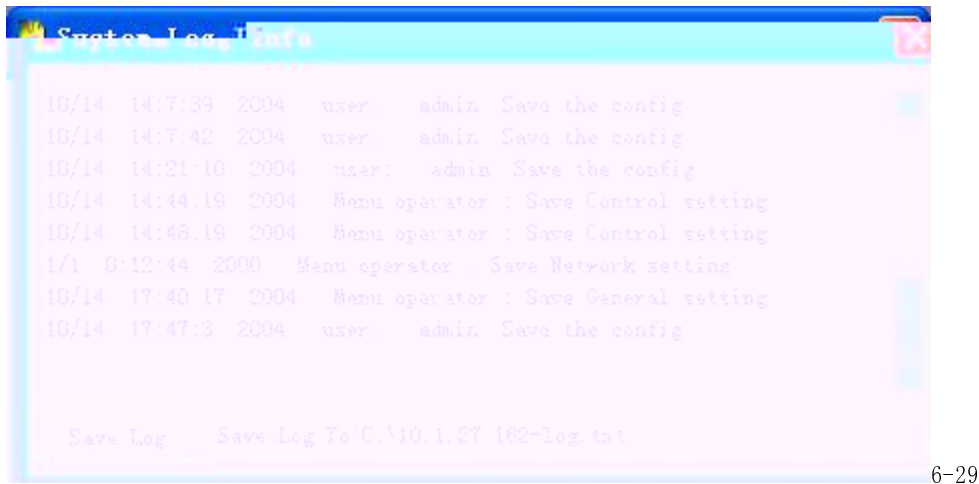 System Log Info
10/14 14:7:39 2004 user admin Save the config
10/14 14:7:42 2004 user admin Save the config
10/14 14:21:10 2004 user: admin Save the config
10/14 14:44:19 2004 Menu operator : Save Control setting
10/14 14:48:19 2004 Menu operator : Save Control setting
1/1 0:12:44 2000 Menu operator Save Network setting
10/14 17:40:17 2004 Menu operator : Save General setting
10/14 17:47:3 2004 user admin Save the config
Save Log Save Log To:C:\10.1.27.182-log.txt
6-29